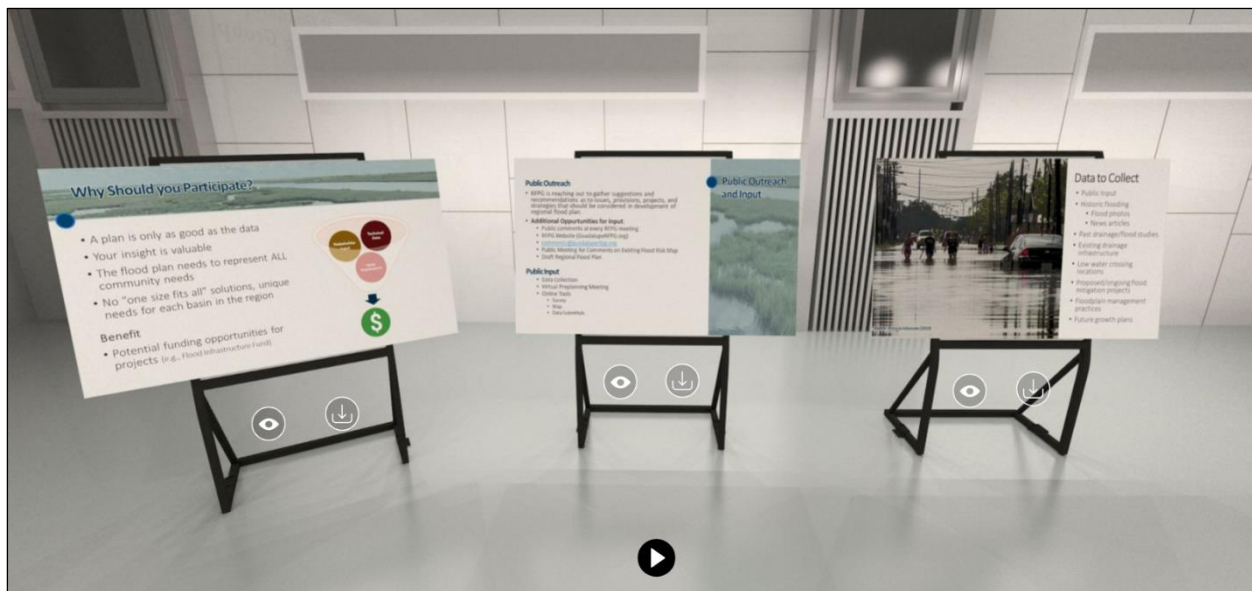 Why Should you Participate?
• A plan is only as good as the data
• Your insight is valuable
• The flood plan needs to represent ALL
community needs
• No "one size fits all" solutions, unique
needs for each basin in the region
Benefit
• Potential funding opportunities for
projects (e.g., Flood Infrastructure Fund)
Technical
Data
$
Public Outreach
• RFPG is reaching out to gather suggestions and
recommendations as to issues, provisions, projects, and
strategies that should be considered in development of
regional flood plan.
• Additional Opportunities for input
• Public comments at every RFPG meeting
• RFPG Website (GuadalupeRFPG.org)
• Public Meeting for Comments on Existing Flood Risk Map
• Draft Regional Flood Plan
Public Input
• Data Collection
• Virtual Preplanning Meeting
• Online Tools
• Survey
• Map
• Data Submittals
Public Outreach
and Input
Data to Collect
• Public Input
• Historic flooding
• Flood photos
• News articles
• Past drainage/flood studies
• Existing drainage
infrastructure
• Low water crossing
locations
• Proposed/ongoing flood
mitigation projects
• Floodplain management
practices
• Future growth plans